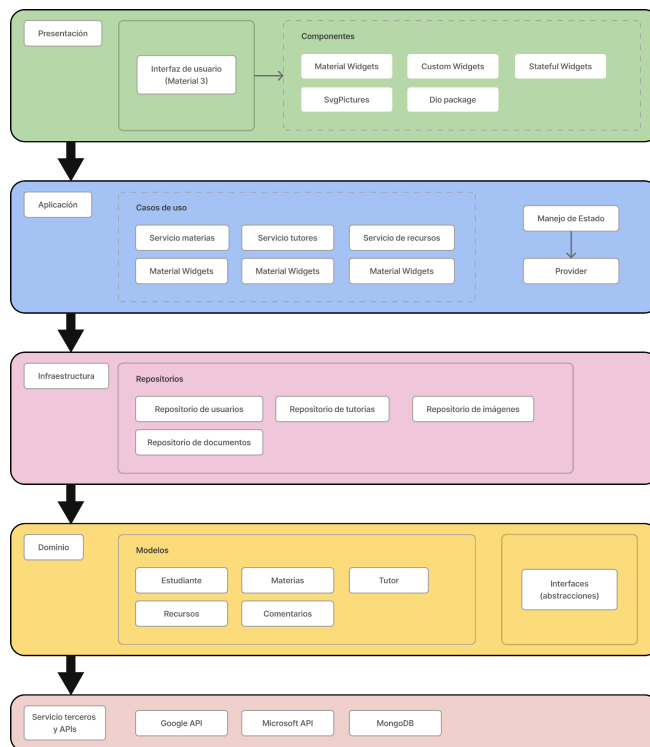 Presentación
Interfaz de usuario
(Material 3)
Componentes
Material Widgets
Custom Widgets
Stateful Widgets
SvgPictures
Dio package
Aplicación
Casos de uso
Servicio materias
Servicio tutores
Servicio de recursos
Material Widgets
Material Widgets
Material Widgets
Manejo de Estado
Provider
Infraestructura
Repositorios
Repositorio de usuarios
Repositorio de tutorias
Repositorio de imágenes
Repositorio de documentos
Dominio
Modelos
Estudiante
Materias
Tutor
Recursos
Comentarios
Interfaces
(abstracciones)
Servicio terceros
y APIs
Google API
Microsoft API
MongoDB